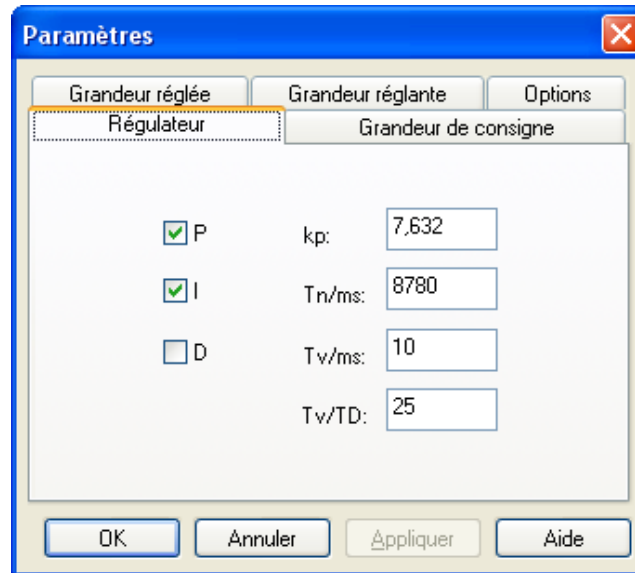 Paramètres
Grandeur réglée Grandeur réglante Options
Régulateur Grandeur de consigne
P kp: 7,632
I Tn/ms: 8780
D Tv/ms: 10
Tv/TD: 25
OK Annuler Appliquer Aide